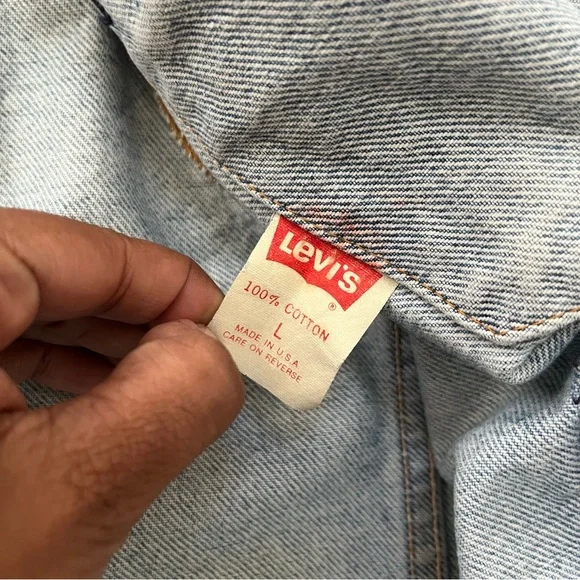 Levi's
®
100% COTTON
L
MADE IN U.S.A
CARE ON REVERSE